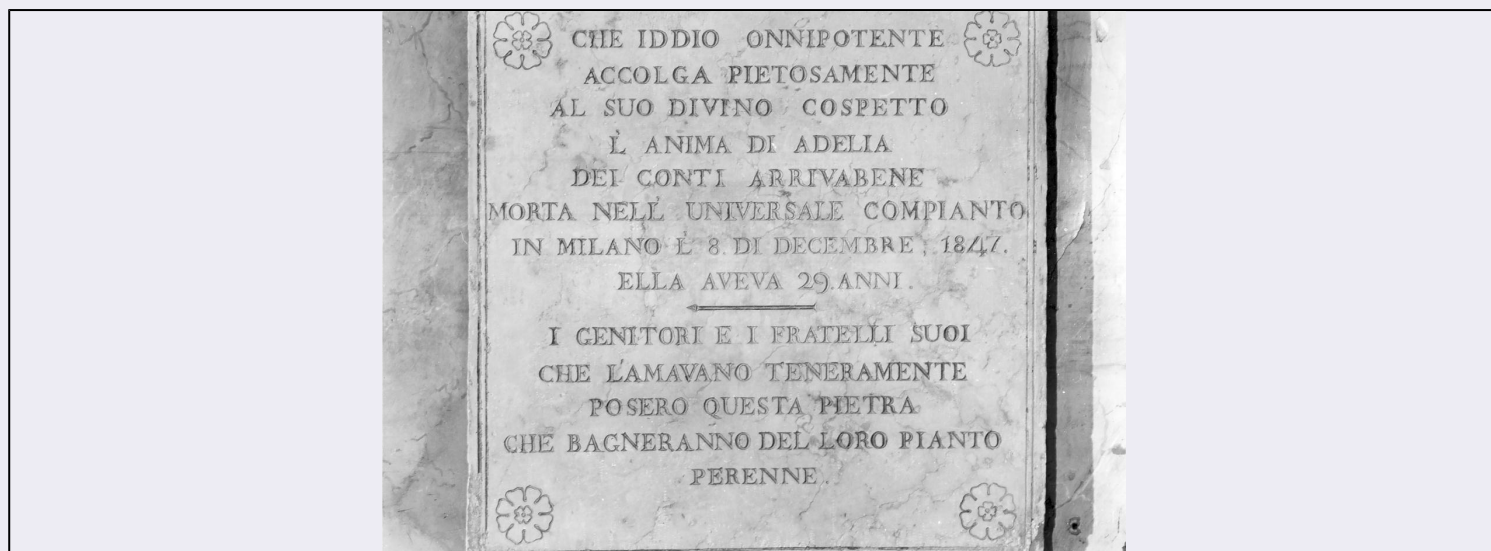 CHE IDDIO ONNIPOTENTE
ACCOLGA PIETOSAMENTE
AL SUO DIVINO COSPETTO
L' ANIMA DI ADELIA
DEI CONTI ARRIVABENE
MORTA NELL' UNIVERSALE COMPIANTO
IN MILANO L' 8. DI DECEMBRE, 1847.
ELLA AVEVA 29. ANNI.
I GENITORI E I FRATELLI SUOI
CHE L'AMAVANO TENERAMENTE
POSERO QUESTA PIETRA
CHE BAGNERANNO DEL LORO PIANTO
PERENNE.